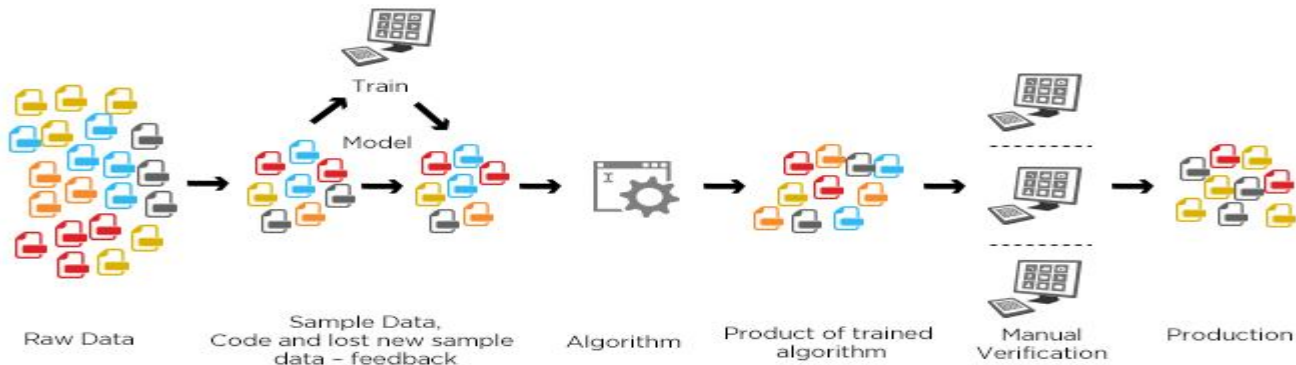 Train
Model
Raw Data
Sample Data,
Code and lost new sample
data – feedback
Algorithm
Product of trained
algorithm
Manual
Verification
Production